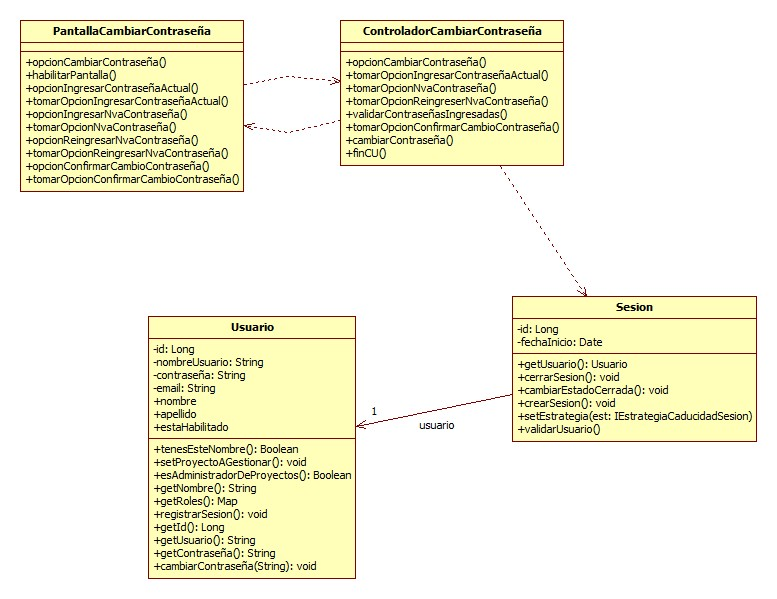 PantallaCambiarContraseña
+opcionCambiarContraseña()
+habilitarPantalla()
+opcionIngresarContraseñaActual()
+tomarOpcionIngresarContraseñaActual()
+opcionIngresarNvaContraseña()
+tomarOpcionNvaContraseña()
+opcionReingresarNvaContraseña()
+tomarOpcionReingresarNvaContraseña()
+opcionConfirmarCambioContraseña()
+tomarOpcionConfirmarCambioContraseña()
ControladorCambiarContraseña
+opcionCambiarContraseña()
+tomarOpcionIngresarContraseñaActual()
+tomarOpcionNvaContraseña()
+tomarOpcionReingreserNvaContraseña()
+validarContraseñasIngresadas()
+tomarOpcionConfirmarCambioContraseña()
+cambiarContraseña()
+finCU()
Sesion
-id: Long
-fechaInicio: Date
+getUsuario(): Usuario
+cerrarSesion(): void
+cambiarEstadoCerrada(): void
+crearSesion(): void
+setEstrategia(est: IEstrategiaCaducidadSesion)
+validarUsuario()
1
usuario
Usuario
-id: Long
-nombreUsuario: String
-contraseña: String
-email: String
+nombre
+apellido
+estaHabilitado
+tenesEsteNombre(): Boolean
+setProyectoAGestionar(): void
+esAdministradorDeProyectos(): Boolean
+getNombre(): String
+getRoles(): Map
+registrarSesion(): void
+getId(): Long
+getUsuario(): String
+getContraseña(): String
+cambiarContraseña(String): void